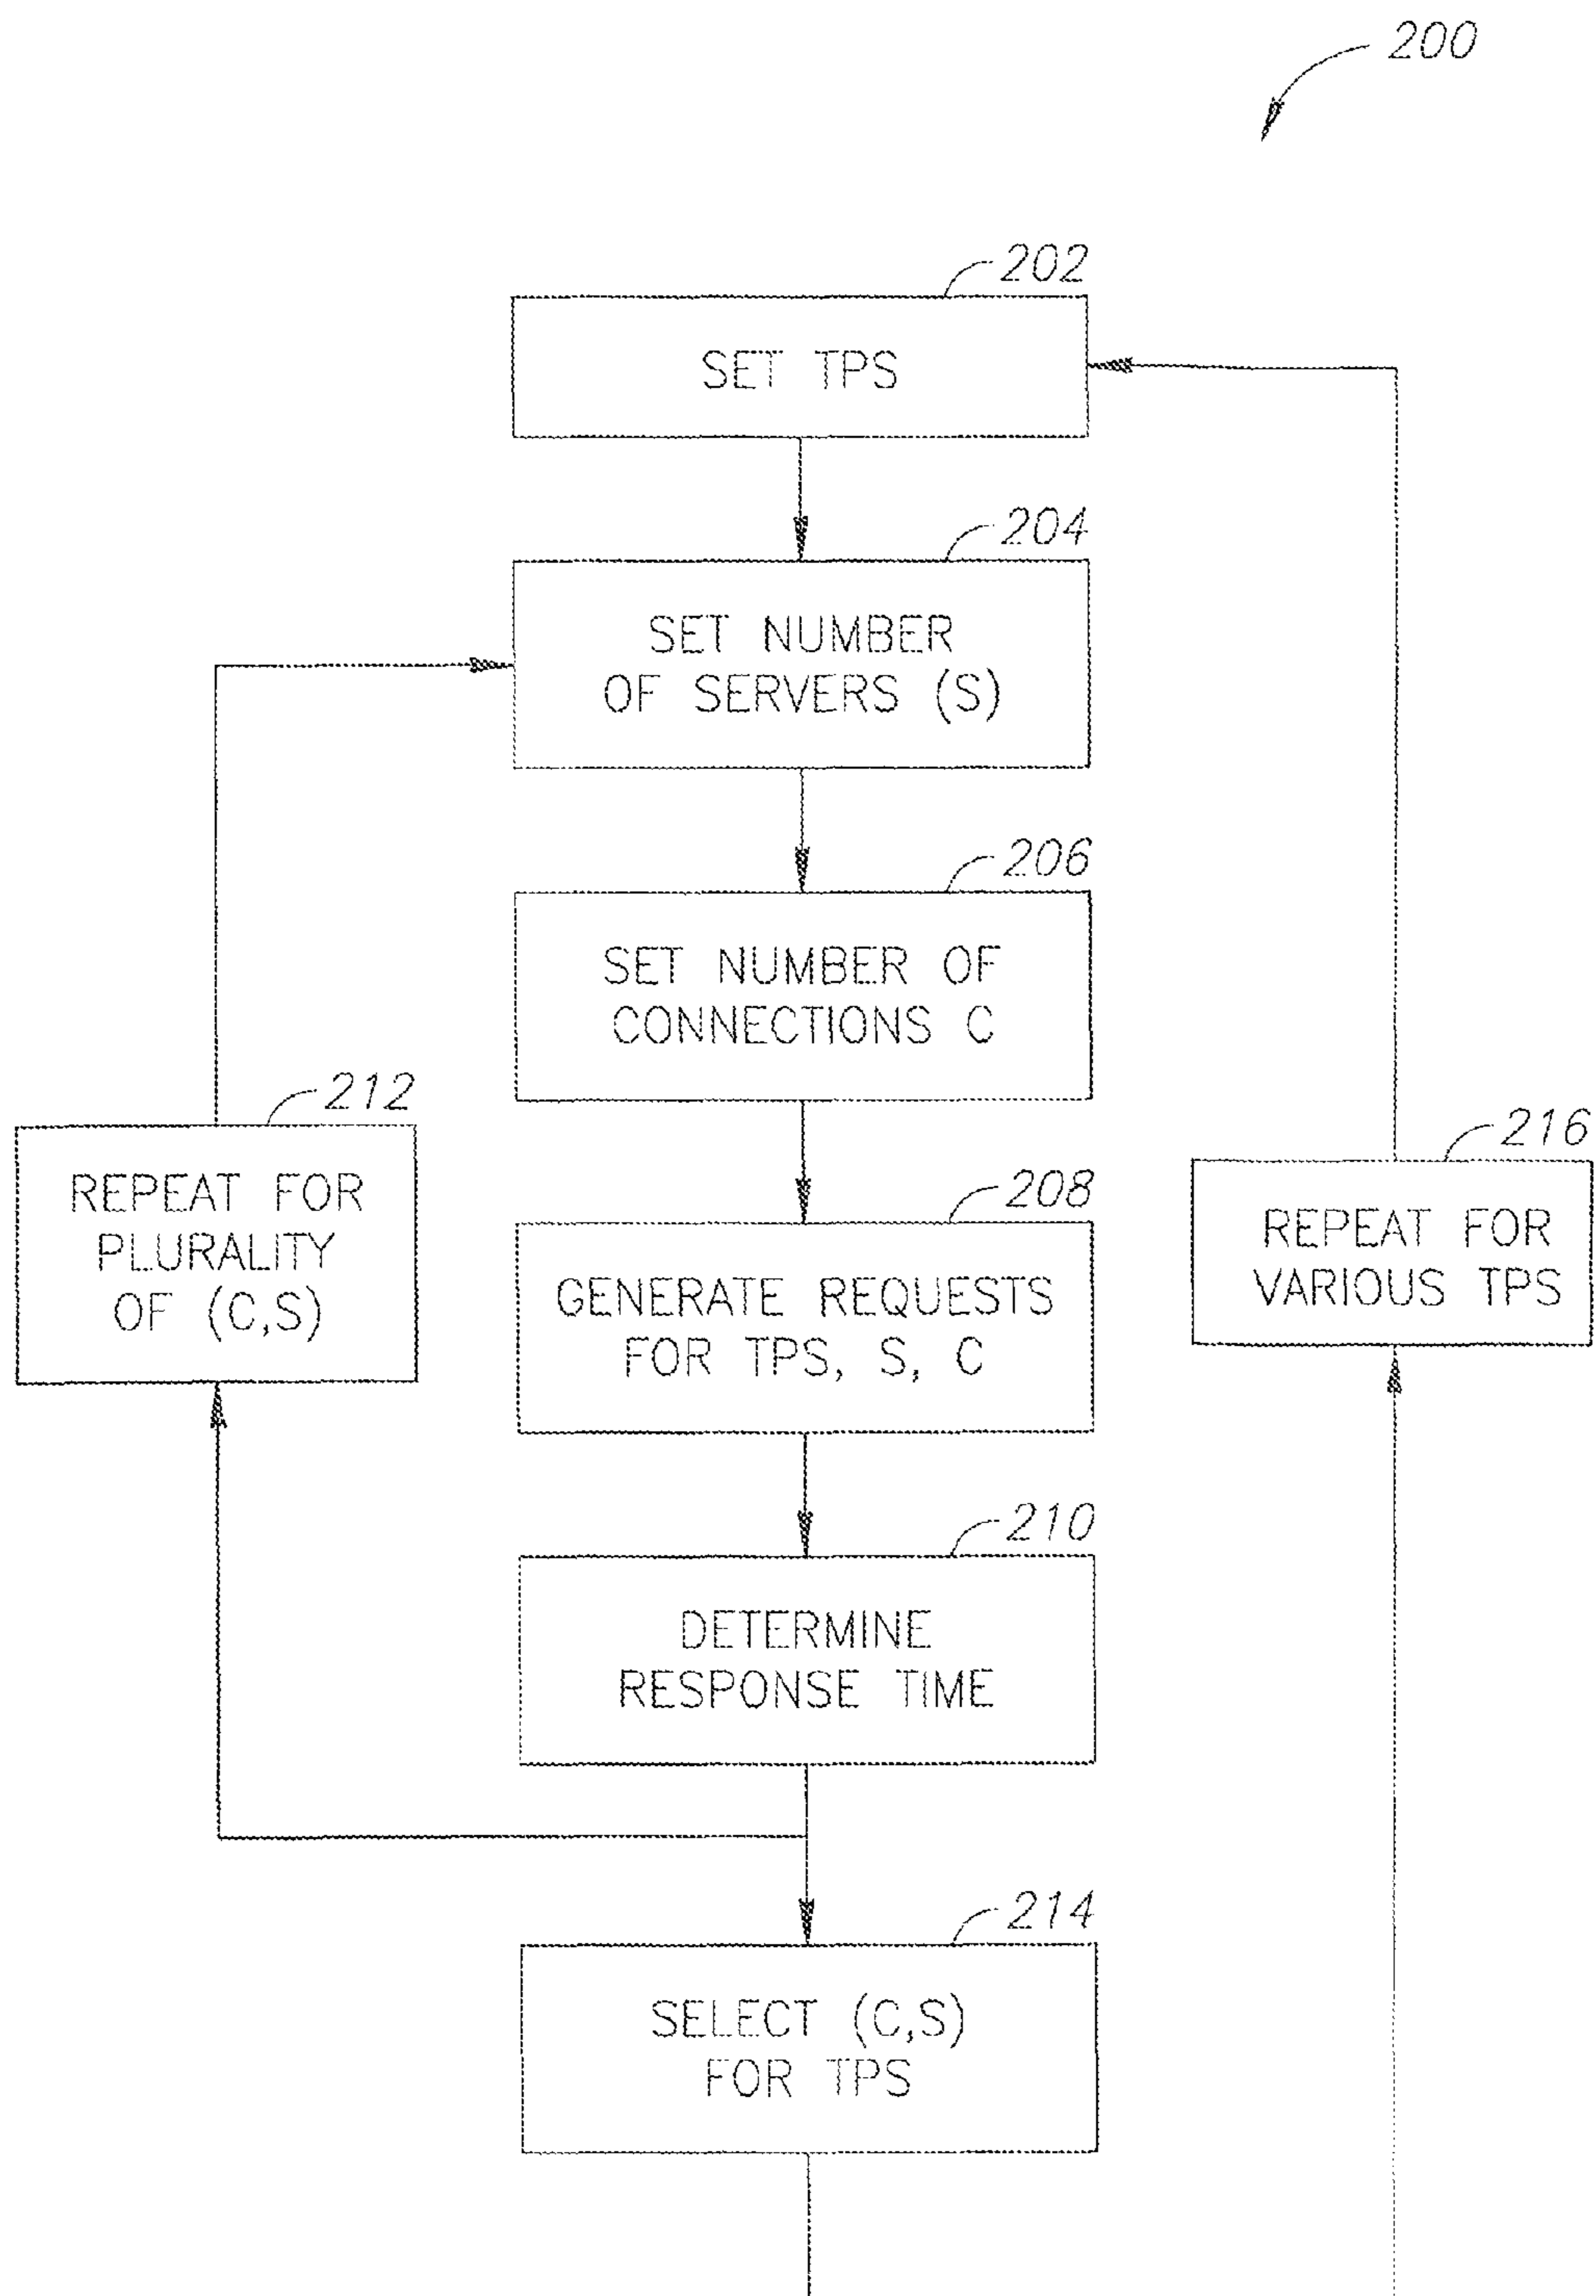 200
202
SET TPS
204
SET NUMBER
OF SERVERS (S)
206
SET NUMBER OF
CONNECTIONS C
212
REPEAT FOR
PLURALITY
OF (C,S)
216
REPEAT FOR
VARIOUS TPS
208
GENERATE REQUESTS
FOR TPS, S, C
210
DETERMINE
RESPONSE TIME
214
SELECT (C,S)
FOR TPS